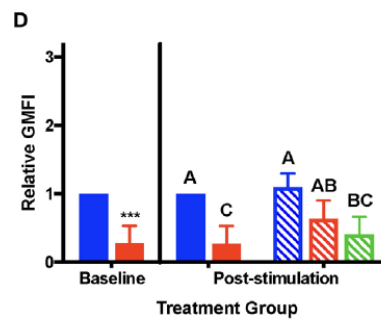 D
3
2
1
0
Relative GMFI
***
A
C
A
AB
BC
Baseline
Post-stimulation
Treatment Group